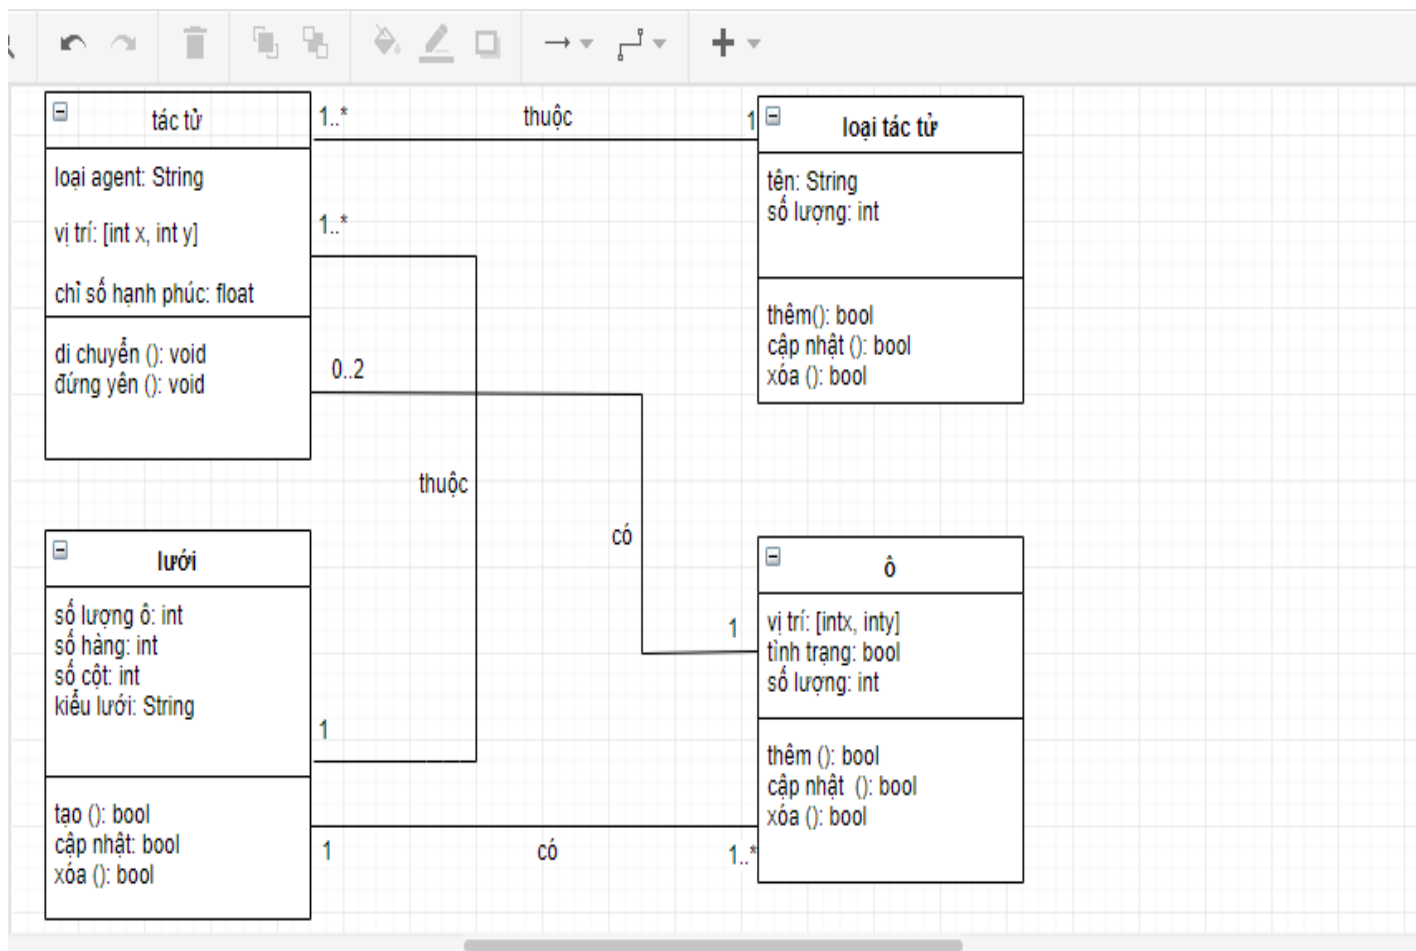 tác tử
loại agent: String
vị trí: [int x, int y]
chỉ số hạnh phúc: float
di chuyển (): void
đứng yên (): void
1..*
thuộc
1
loại tác tử
tên: String
số lượng: int
thêm(): bool
cập nhật (): bool
xóa (): bool
1..*
0..2
thuộc
có
1
1
lưới
số lượng ô: int
số hàng: int
số cột: int
kiểu lưới: String
tạo (): bool
cập nhật: bool
xóa (): bool
1
có
1..*
ô
vị trí: [intx, inty]
tình trạng: bool
số lượng: int
thêm (): bool
cập nhật  (): bool
xóa (): bool